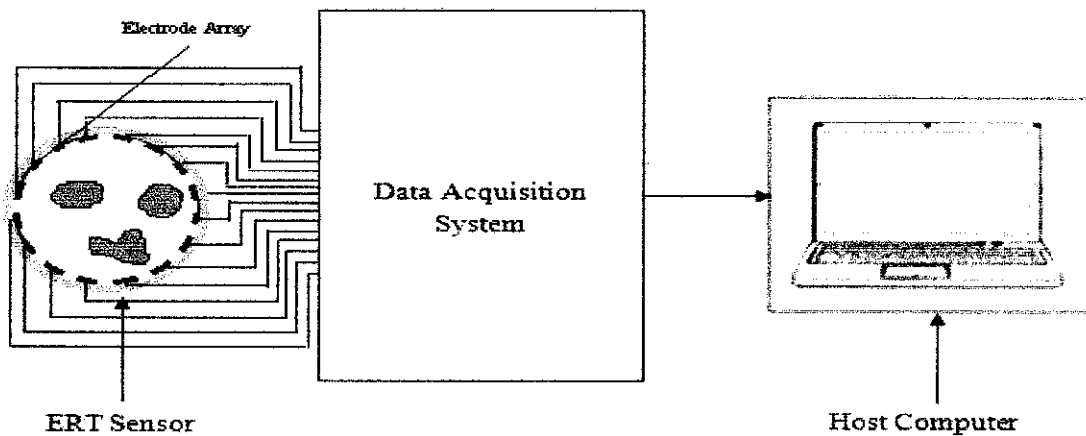 Electrode Array
Data Acquisition
System
ERT Sensor
Host Computer